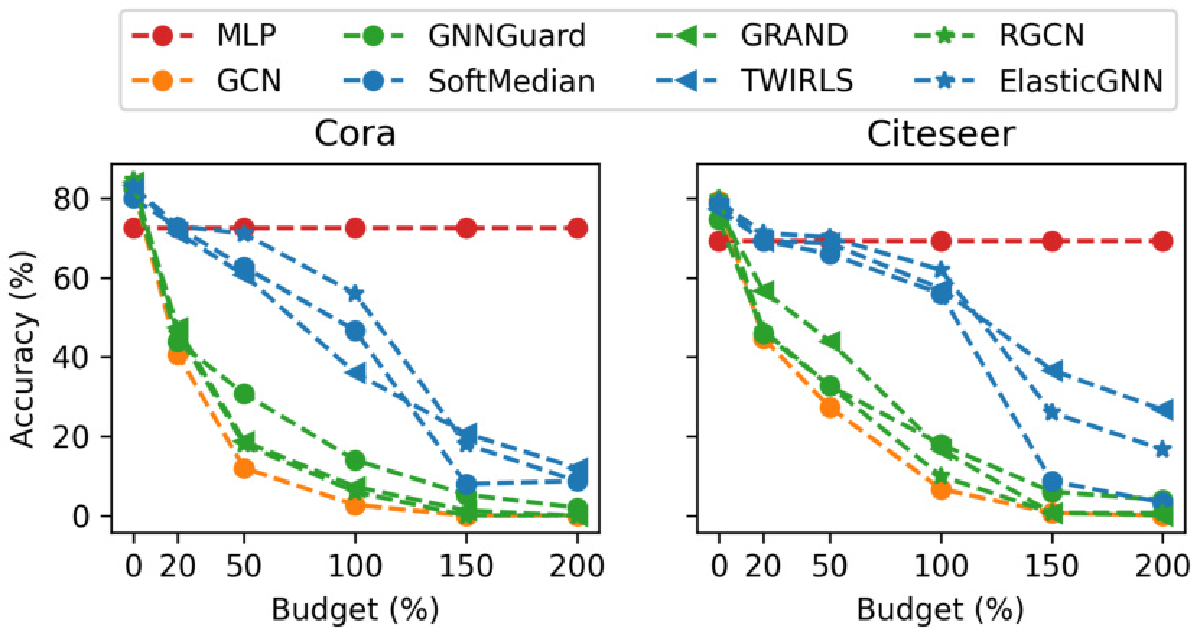 MLP GNNGuard GRAND RGCN
GCN SoftMedian TWIRLS ElasticGNN
Cora Citeseer
Accuracy (%)
80
60
40
20
0
0 20 50 100 150 200 0 20 50 100 150 200
Budget (%) Budget (%)